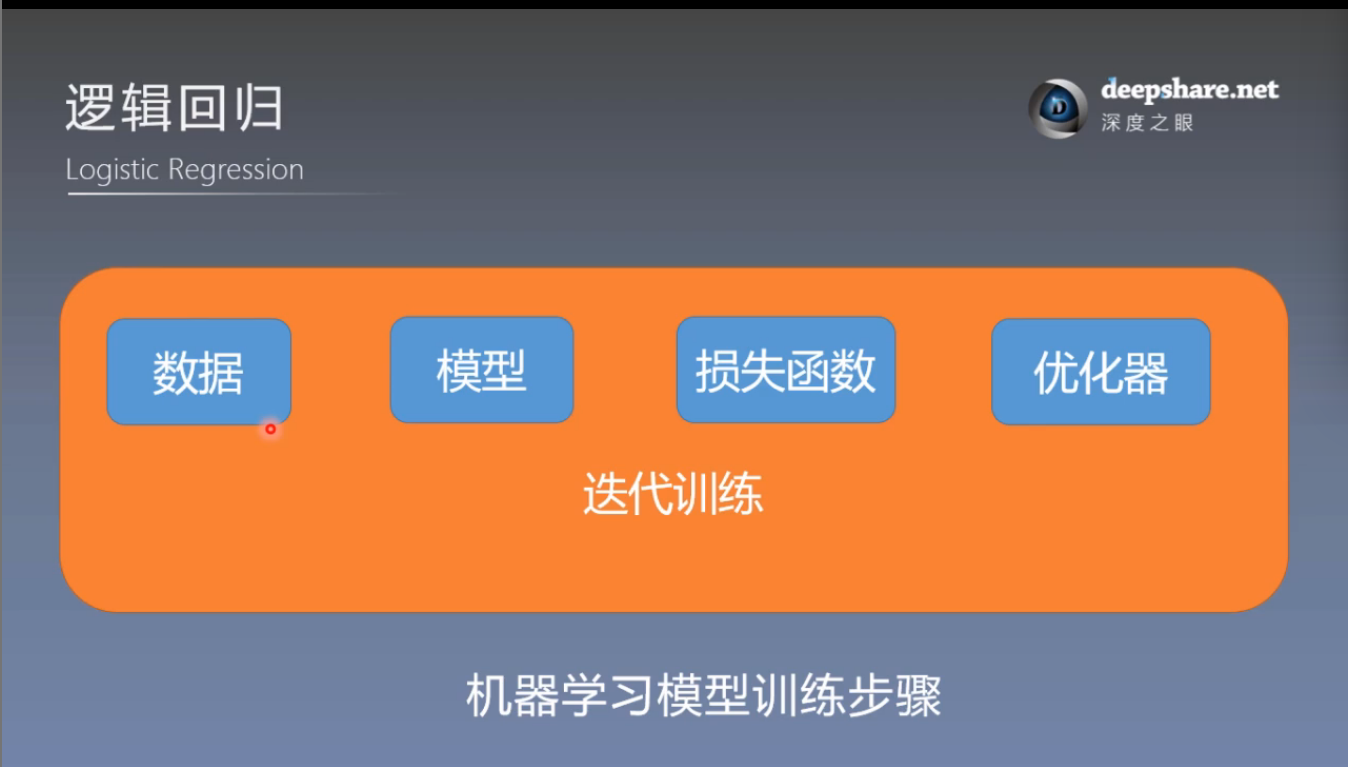 逻辑回归
Logistic Regression
deepshare.net
深度之眼
数据
模型
损失函数
优化器
迭代训练
机器学习模型训练步骤